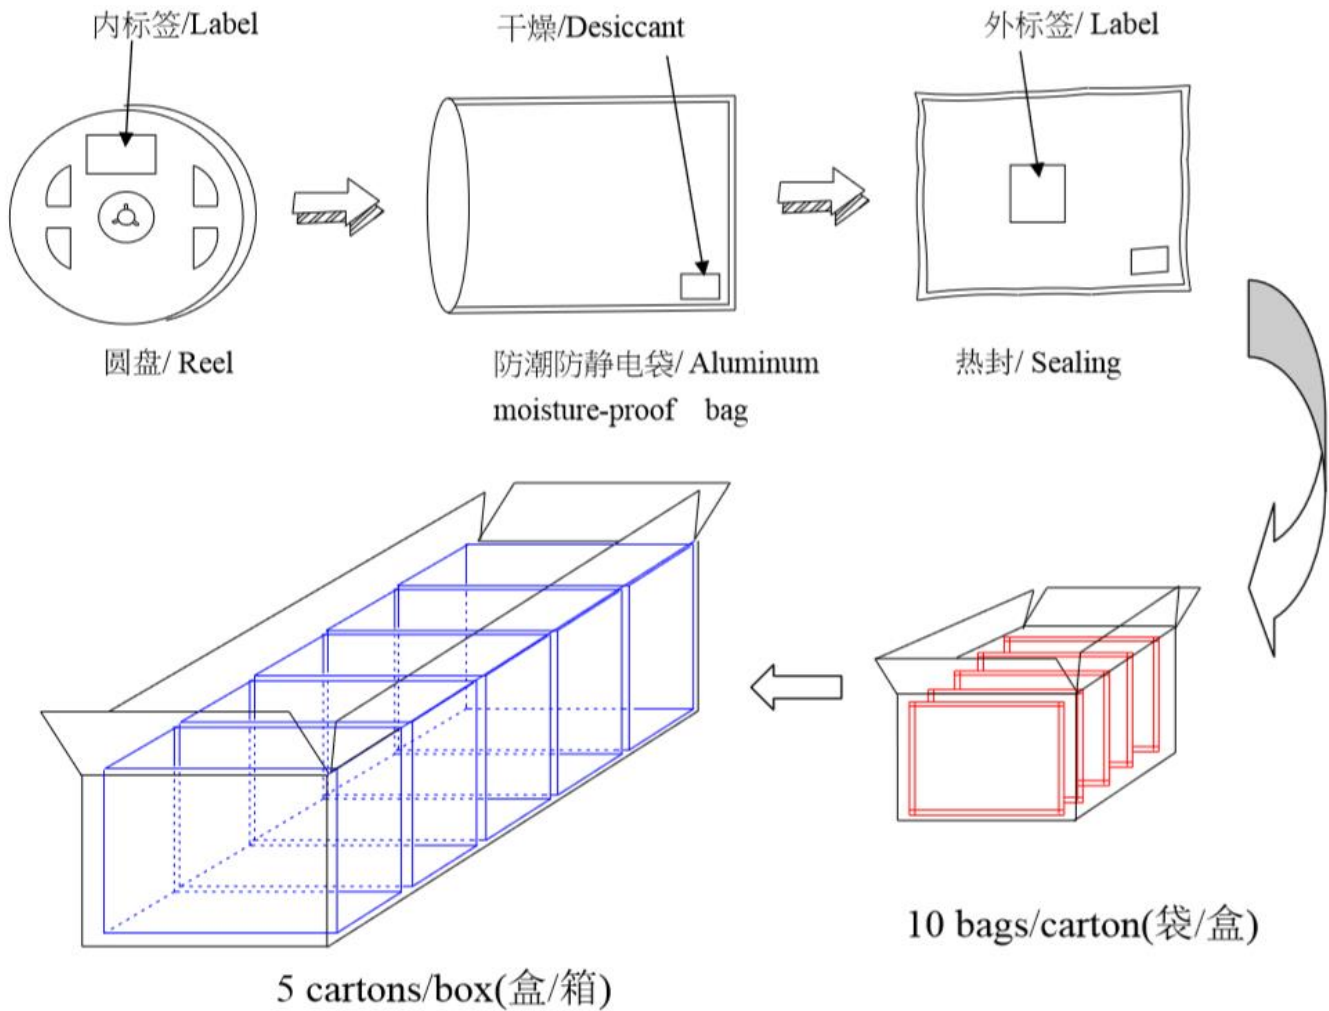 内标签/Label
干燥/Desiccant
外标签/ Label
圆盘/ Reel
防潮防静电袋/ Aluminum
moisture-proof bag
热封/ Sealing
10 bags/carton(袋/盒)
5 cartons/box(盒/箱)